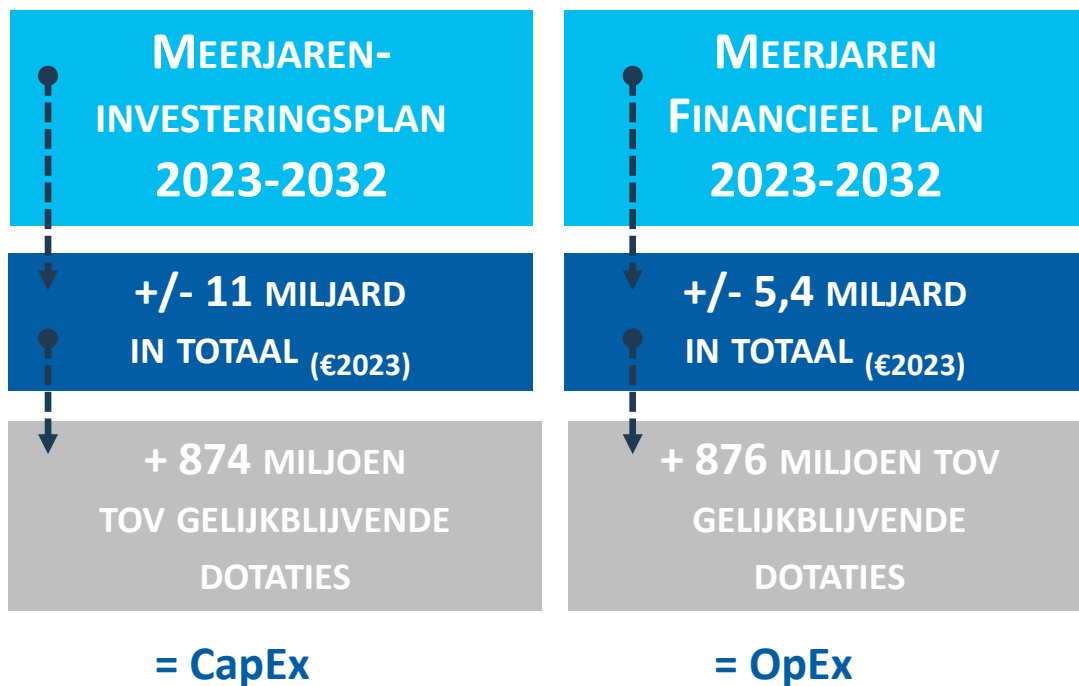 Meerjaren-
investeringsplan
2023-2032
+/- 11 miljard
in totaal (€2023)
+ 874 miljoen
tov gelijkblijvende
dotaties
= CapEx
Meerjaren
Financieel plan
2023-2032
+/- 5,4 miljard
in totaal (€2023)
+ 876 miljoen tov
gelijkblijvende
dotaties
= OpEx